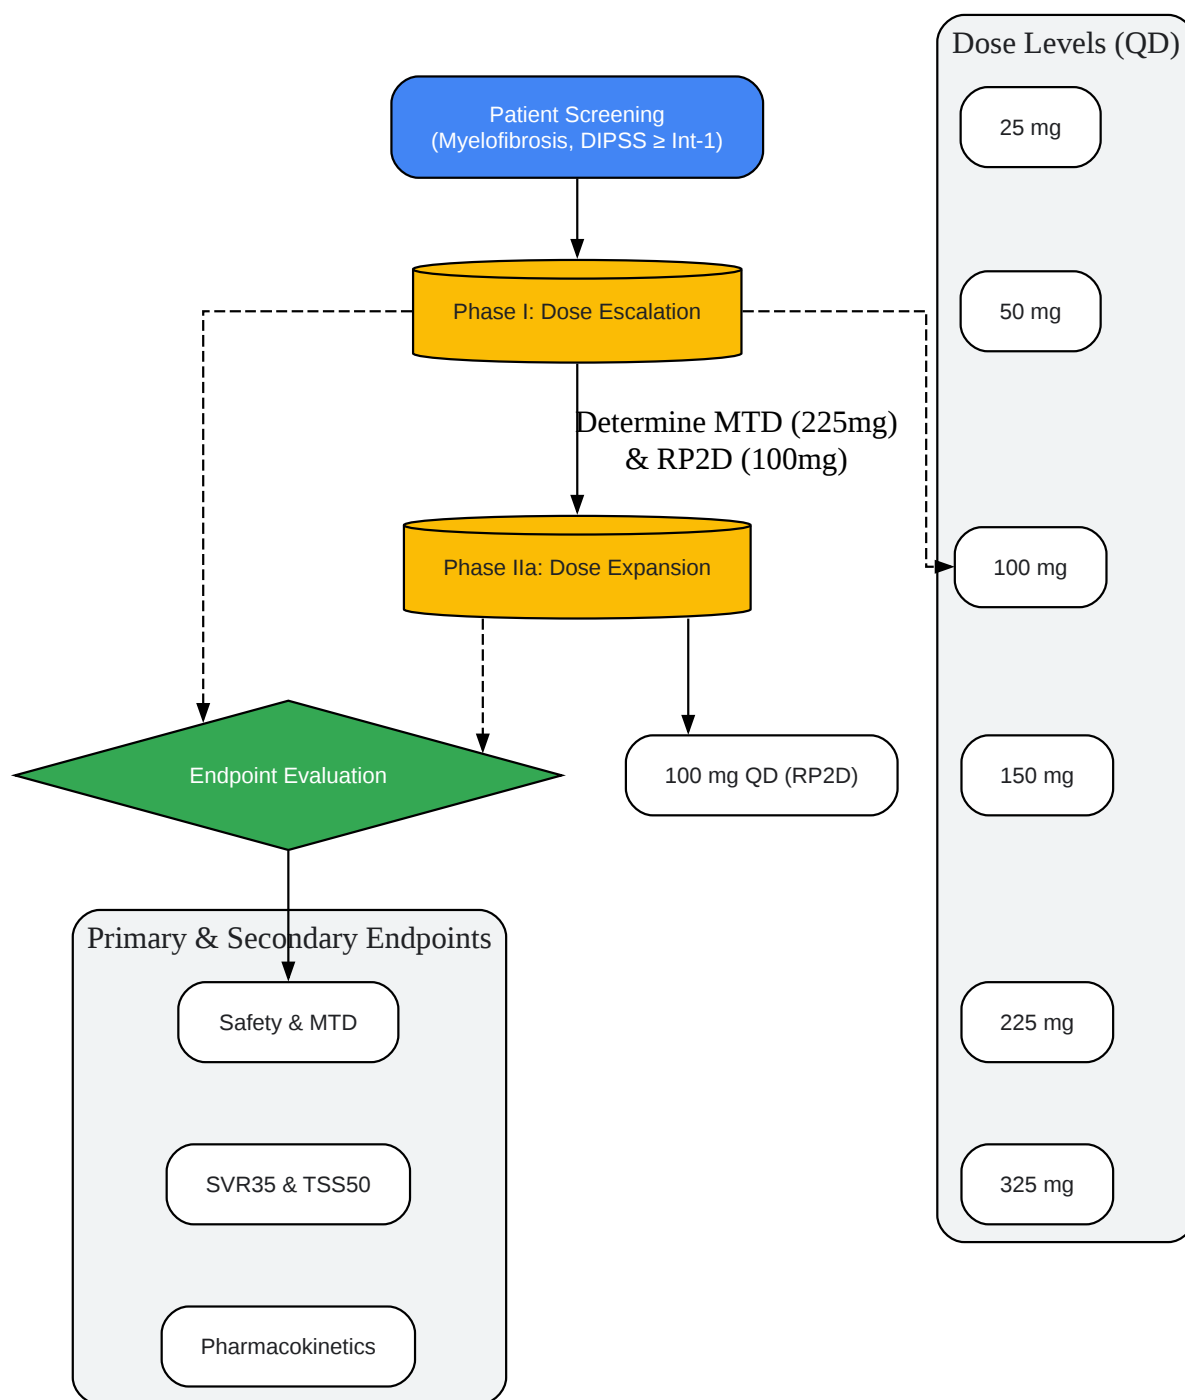 Dose Levels (QD)
Patient Screening
(Myelofibrosis, DIPSS ≥ Int-1)
25 mg
Phase I: Dose Escalation
50 mg
Determine MTD (225mg)
& RP2D (100mg)
Phase IIa: Dose Expansion
100 mg
Endpoint Evaluation
100 mg QD (RP2D)
150 mg
Primary & Secondary Endpoints
Safety & MTD
225 mg
SVR35 & TSS50
325 mg
Pharmacokinetics